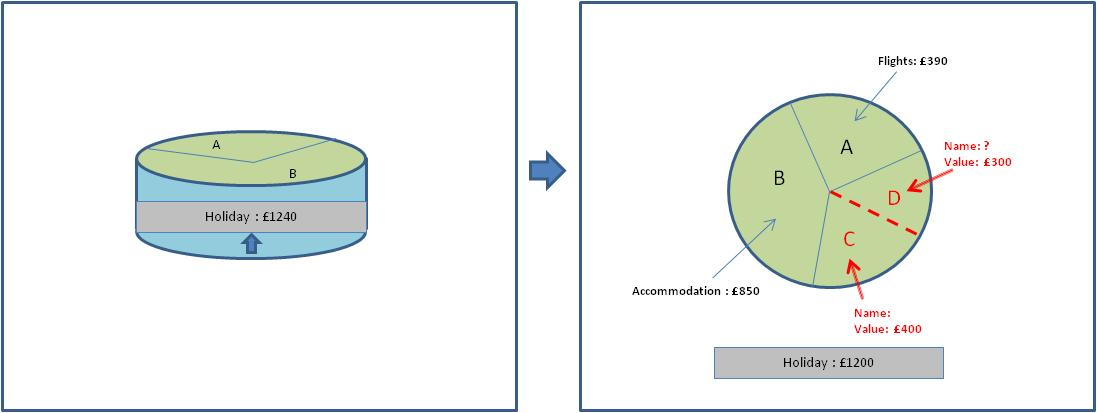 A
B
Holiday : £1240
Flights: £390
A
Name: ?
Value: £300
B
D
C
Accommodation : £850
Name:
Value: £400
Holiday : £1200